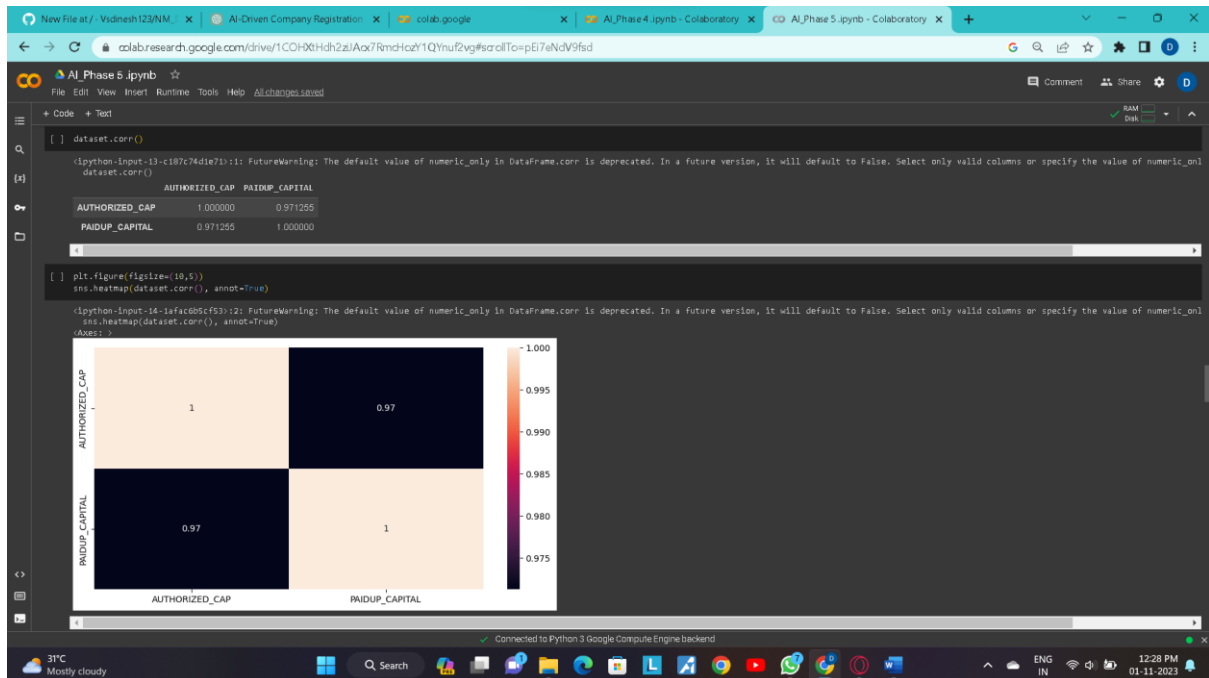 New File at / · Vsdinesh123/NM_
AI-Driven Company Registration
colab.google
AI_Phase 4 .ipynb - Colaboratory
AI_Phase 5 .ipynb - Colaboratory
colab.research.google.com/drive/1COHXtHdh2ziJAox7RmcHozY1QYnuf2vg#scrollTo=pEi7eNdV9fsd
AI_Phase 5 .ipynb
File Edit View Insert Runtime Tools Help All changes saved
Comment Share D
+ Code + Text
RAM
Disk
[ ] dataset.corr()
<ipython-input-13-c187c74d1e71>:1: FutureWarning: The default value of numeric_only in DataFrame.corr is deprecated. In a future version, it will default to False. Select only valid columns or specify the value of numeric_onl
dataset.corr()
AUTHORIZED_CAP PAIDUP_CAPITAL
AUTHORIZED_CAP 1.000000 0.971255
PAIDUP_CAPITAL 0.971255 1.000000
[ ] plt.figure(figsize=(10,5))
sns.heatmap(dataset.corr(), annot=True)
<ipython-input-14-1afac6b5cf53>:2: FutureWarning: The default value of numeric_only in DataFrame.corr is deprecated. In a future version, it will default to False. Select only valid columns or specify the value of numeric_onl
sns.heatmap(dataset.corr(), annot=True)
<Axes: >
AUTHORIZED_CAP
PAIDUP_CAPITAL
1
0.97
0.97
1
AUTHORIZED_CAP
PAIDUP_CAPITAL
1.000
0.995
0.990
0.985
0.980
0.975
Connected to Python 3 Google Compute Engine backend
31°C
Mostly cloudy
Search
ENG
IN
12:28 PM
01-11-2023